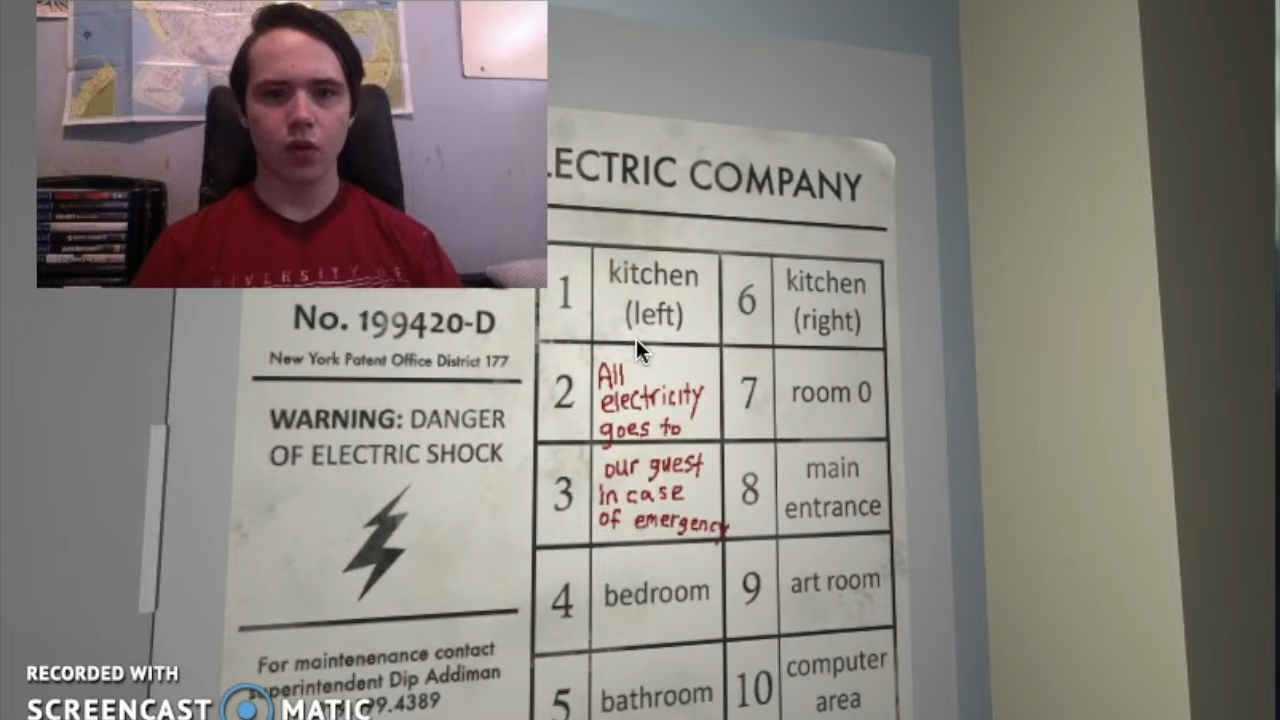 LECTRIC COMPANY
No. 199420-D
New York Patent Office District 177
WARNING: DANGER
OF ELECTRIC SHOCK
For maintenenance contact
superintendent Dip Addiman
99.4389
1
kitchen
(left)
6
kitchen
(right)
2
All
electricity
goes to
7
room 0
3
our guest
in case
of emergency
8
main
entrance
4
bedroom
9
art room
5
bathroom
10
computer
area
RECORDED WITH
SCREENCAST MATIC